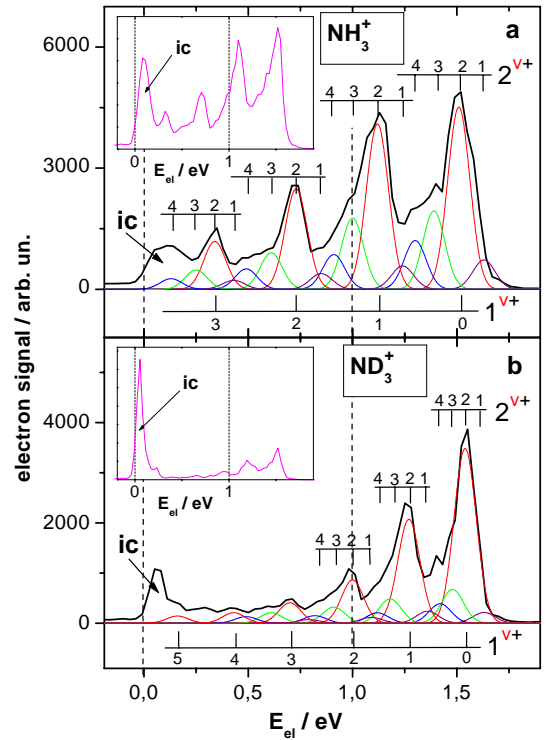 6000
3000
0
electron signal / arb. un.
ic
0 1
E_el / eV
NH₃⁺
a
4 3 2 1
2ᵛ⁺
4 3 2 1
4 3 2 1
4 3 2 1
ic
3 2 1 0
1ᵛ⁺
4000
2000
0
ic
0 1
E_el / eV
ND₃⁺
b
2ᵛ⁺
4 3 2 1
4 3 2 1
4 3 2 1
ic
5 4 3 2 1 0
1ᵛ⁺
0,0 0,5 1,0 1,5
E_el / eV